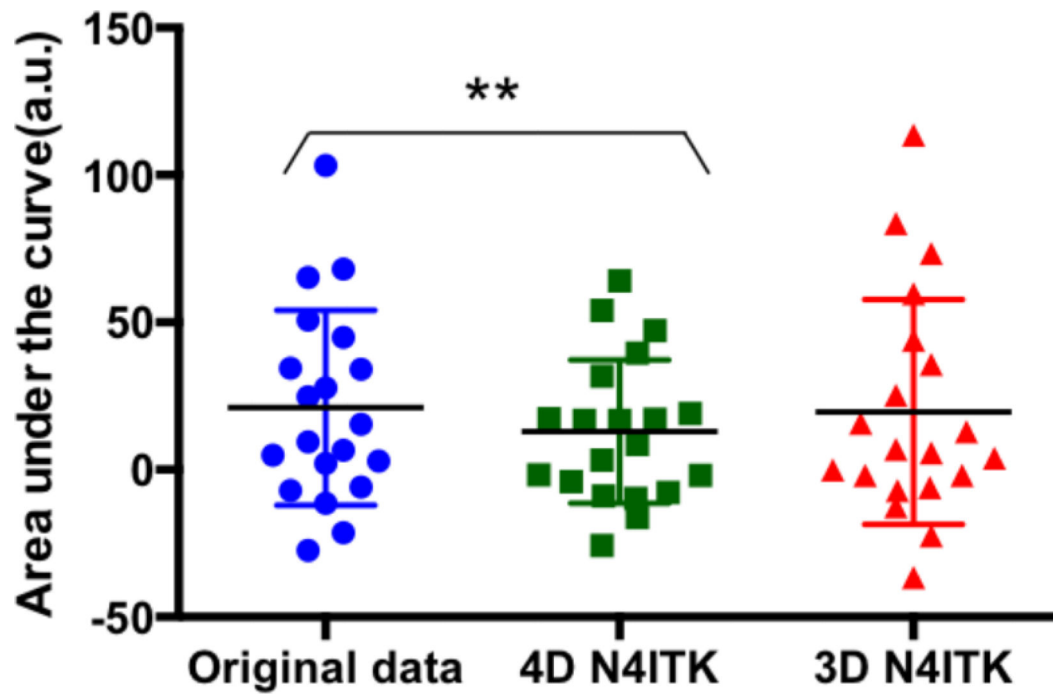 Area under the curve(a.u.)
150
100
50
0
-50
**
Original data
4D N4ITK
3D N4ITK